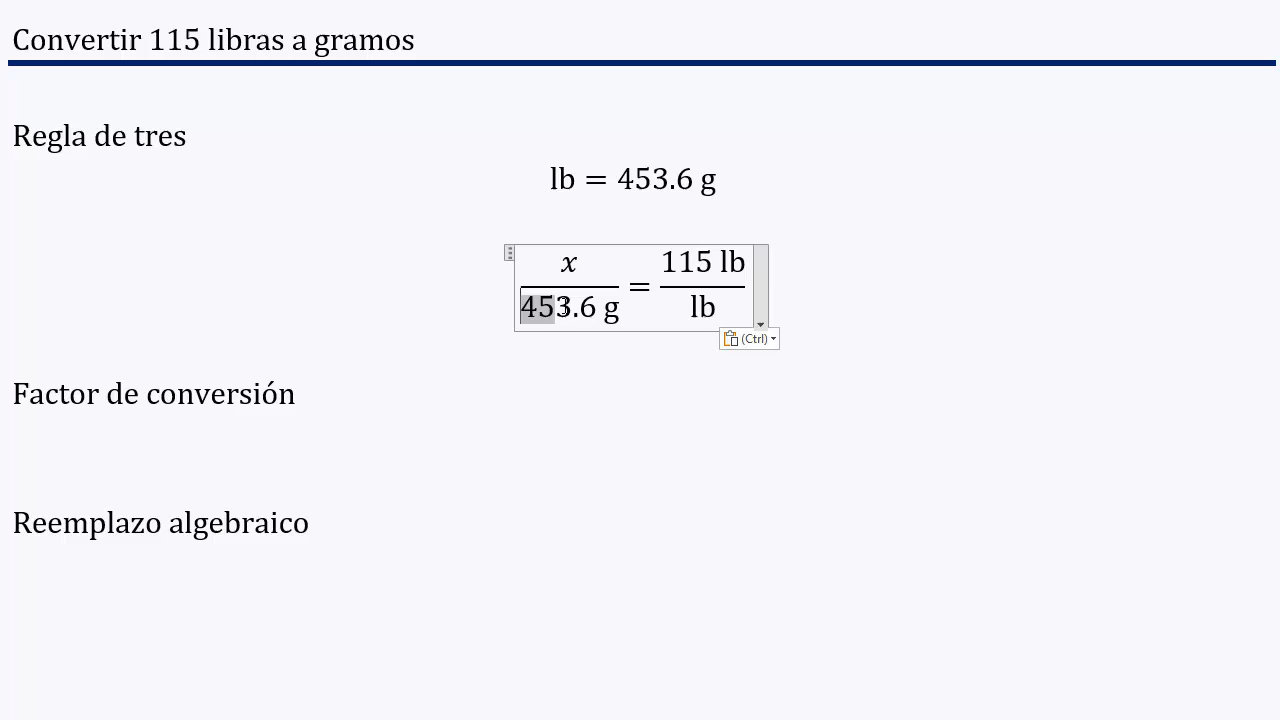 Convertir 115 libras a gramos
Regla de tres
lb = 453.6 g
x/453.6 g = 115 lb/lb
(Ctrl)
Factor de conversión
Reemplazo algebraico